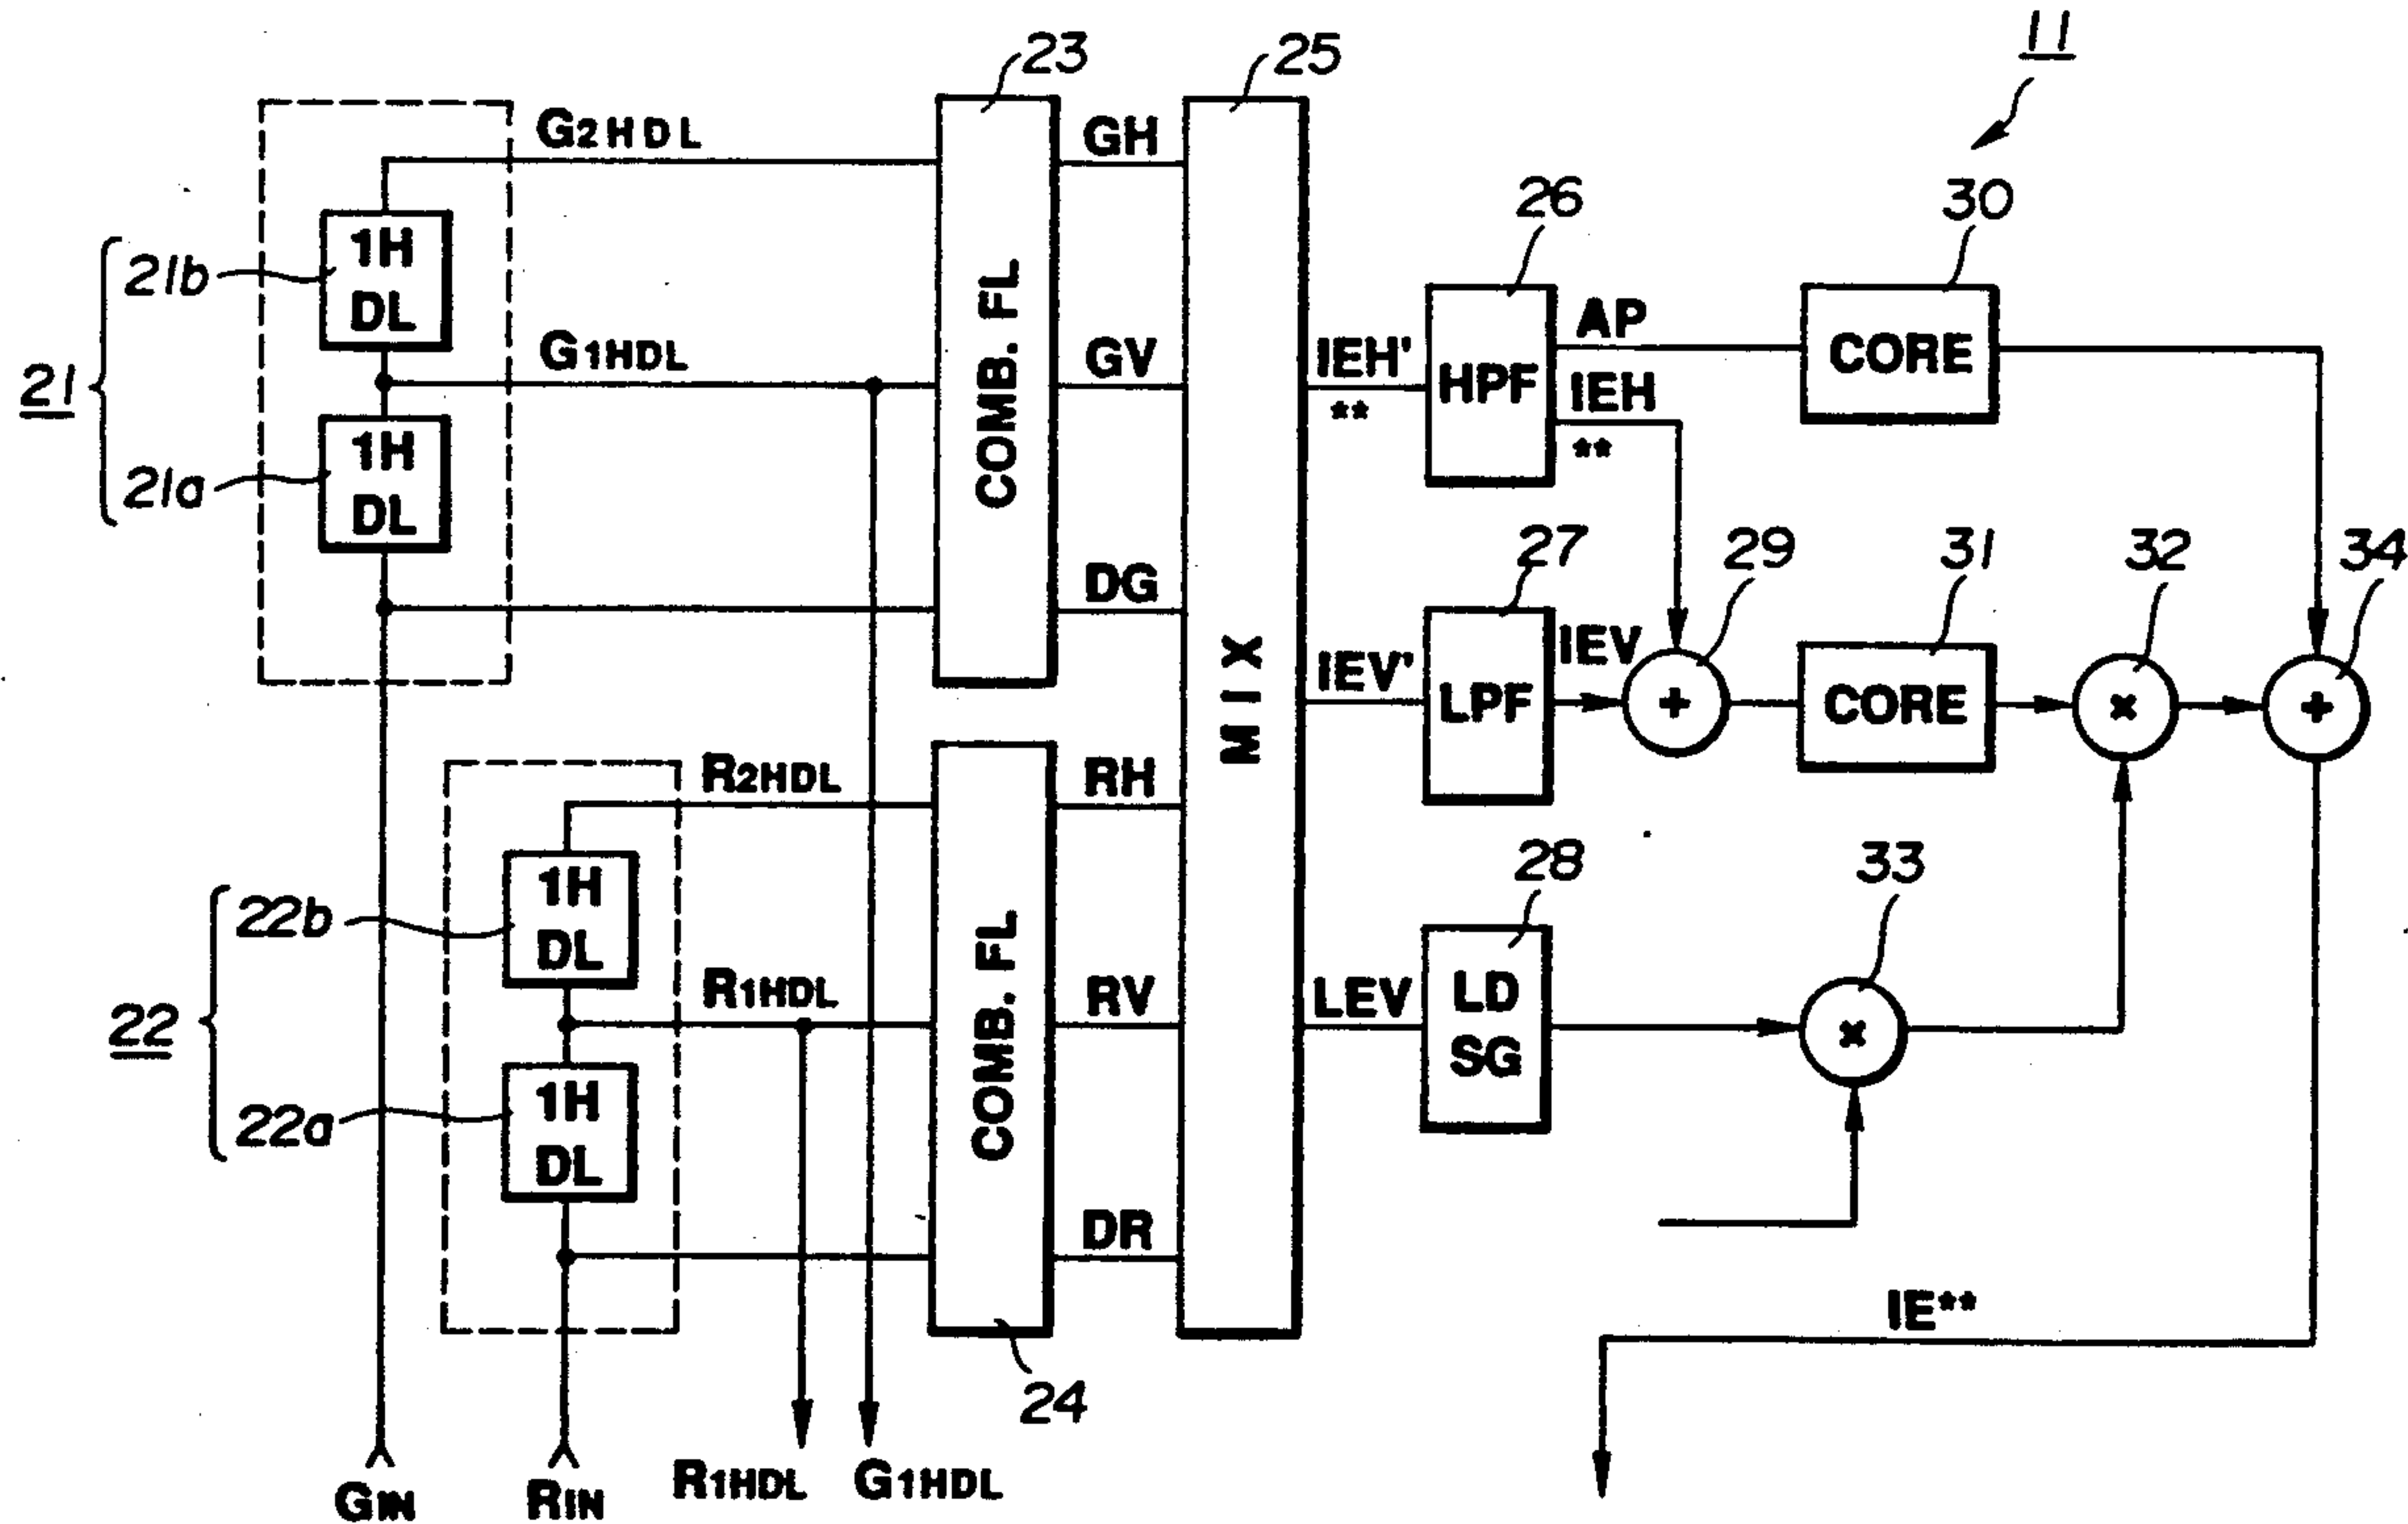 11
23
25
G2HDL
GH
26
30
21b
1H
DL
COMB. FL
AP
CORE
G1HDL
GV
IEH'
**
HPF
IEH
**
21
21a
1H
DL
27
29
31
32
34
DG
MIX
IEV'
LPF
IEV
+
CORE
×
+
R2HDL
RH
28
33
22b
1H
DL
COMB. FL
R1HDL
RV
LEV
LD
SG
×
22
22a
1H
DL
DR
IE**
24
GIN
RIN
R1HDL
G1HDL